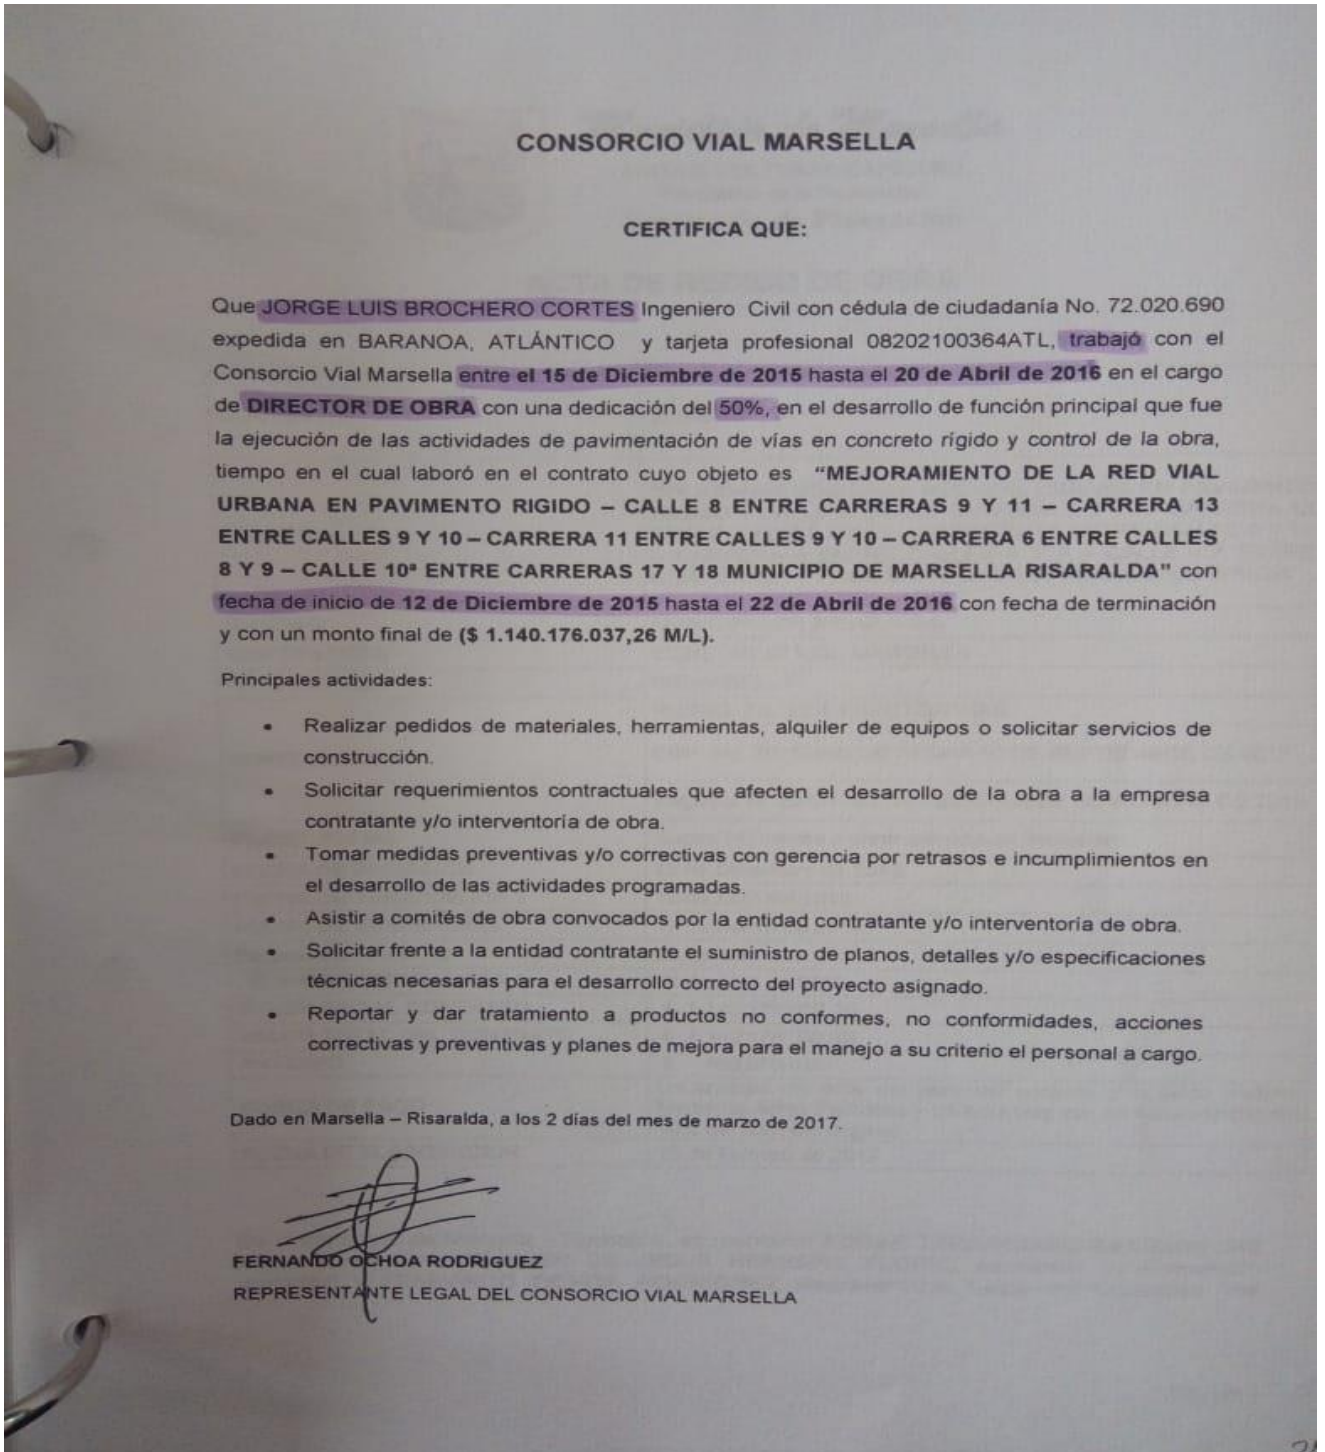 CONSORCIO VIAL MARSELLA
CERTIFICA QUE:
Que JORGE LUIS BROCHERO CORTES Ingeniero Civil con cédula de ciudadanía No. 72.020.690
expedida en BARANOA, ATLÁNTICO y tarjeta profesional 08202100364ATL, trabajó con el
Consorcio Vial Marsella entre el 15 de Diciembre de 2015 hasta el 20 de Abril de 2016 en el cargo
de DIRECTOR DE OBRA con una dedicación del 50%, en el desarrollo de función principal que fue
la ejecución de las actividades de pavimentación de vías en concreto rígido y control de la obra,
tiempo en el cual laboró en el contrato cuyo objeto es “MEJORAMIENTO DE LA RED VIAL
URBANA EN PAVIMENTO RIGIDO – CALLE 8 ENTRE CARRERAS 9 Y 11 – CARRERA 13
ENTRE CALLES 9 Y 10 – CARRERA 11 ENTRE CALLES 9 Y 10 – CARRERA 6 ENTRE CALLES
8 Y 9 – CALLE 10ª ENTRE CARRERAS 17 Y 18 MUNICIPIO DE MARSELLA RISARALDA” con
fecha de inicio de 12 de Diciembre de 2015 hasta el 22 de Abril de 2016 con fecha de terminación
y con un monto final de ($ 1.140.176.037,26 M/L).
Principales actividades:
• Realizar pedidos de materiales, herramientas, alquiler de equipos o solicitar servicios de
construcción.
• Solicitar requerimientos contractuales que afecten el desarrollo de la obra a la empresa
contratante y/o interventoría de obra.
• Tomar medidas preventivas y/o correctivas con gerencia por retrasos e incumplimientos en
el desarrollo de las actividades programadas.
• Asistir a comités de obra convocados por la entidad contratante y/o interventoría de obra.
• Solicitar frente a la entidad contratante el suministro de planos, detalles y/o especificaciones
técnicas necesarias para el desarrollo correcto del proyecto asignado.
• Reportar y dar tratamiento a productos no conformes, no conformidades, acciones
correctivas y preventivas y planes de mejora para el manejo a su criterio el personal a cargo.
Dado en Marsella – Risaralda, a los 2 días del mes de marzo de 2017.
FERNANDO OCHOA RODRIGUEZ
REPRESENTANTE LEGAL DEL CONSORCIO VIAL MARSELLA